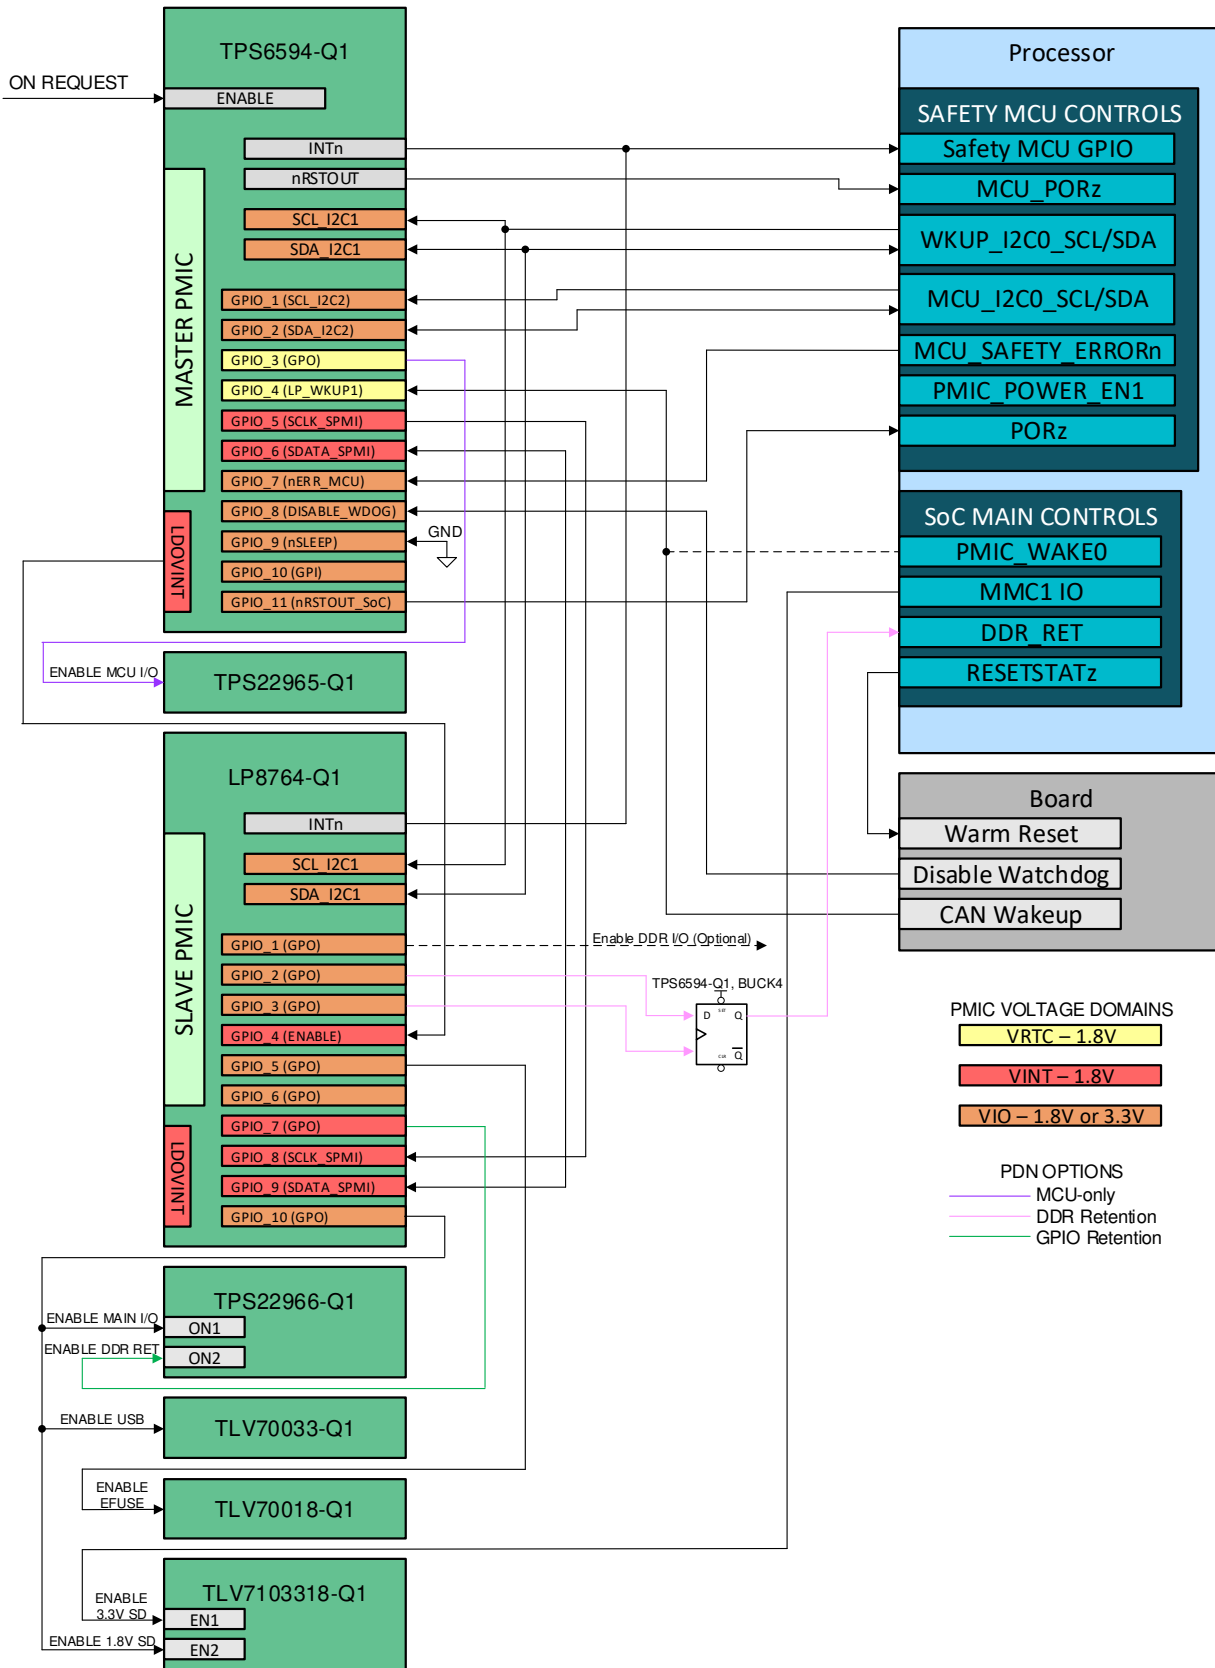 TPS6594-Q1
ON REQUEST
ENABLE
INTn
nRSTOUT
SCL_I2C1
SDA_I2C1
MASTER PMIC
GPIO_1 (SCL_I2C2)
GPIO_2 (SDA_I2C2)
GPIO_3 (GPO)
GPIO_4 (LP_WKUP1)
GPIO_5 (SCLK_SPMI)
GPIO_6 (SDATA_SPMI)
GPIO_7 (nERR_MCU)
GPIO_8 (DISABLE_WDOG)
GPIO_9 (nSLEEP)
GPIO_10 (GPI)
GPIO_11 (nRSTOUT_SoC)
LDOVINT
GND
Processor
SAFETY MCU CONTROLS
Safety MCU GPIO
MCU_PORz
WKUP_I2C0_SCL/SDA
MCU_I2C0_SCL/SDA
MCU_SAFETY_ERRORn
PMIC_POWER_EN1
PORz
SoC MAIN CONTROLS
PMIC_WAKE0
MMC1 IO
DDR_RET
RESETSTATz
ENABLE MCU I/O
TPS22965-Q1
LP8764-Q1
INTn
SCL_I2C1
SDA_I2C1
SLAVE PMIC
GPIO_1 (GPO)
GPIO_2 (GPO)
GPIO_3 (GPO)
GPIO_4 (ENABLE)
GPIO_5 (GPO)
GPIO_6 (GPO)
GPIO_7 (GPO)
GPIO_8 (SCLK_SPMI)
GPIO_9 (SDATA_SPMI)
GPIO_10 (GPO)
LDOVINT
Board
Warm Reset
Disable Watchdog
CAN Wakeup
Enable DDR I/O (Optional)
TPS6594-Q1, BUCK4
D
SET
Q
CLR
Q
PMIC VOLTAGE DOMAINS
VRTC – 1.8V
VINT – 1.8V
VIO – 1.8V or 3.3V
PDN OPTIONS
MCU-only
DDR Retention
GPIO Retention
TPS22966-Q1
ENABLE MAIN I/O
ON1
ENABLE DDR RET
ON2
ENABLE USB
TLV70033-Q1
ENABLE
EFUSE
TLV70018-Q1
TLV7103318-Q1
ENABLE
3.3V SD
EN1
ENABLE 1.8V SD
EN2